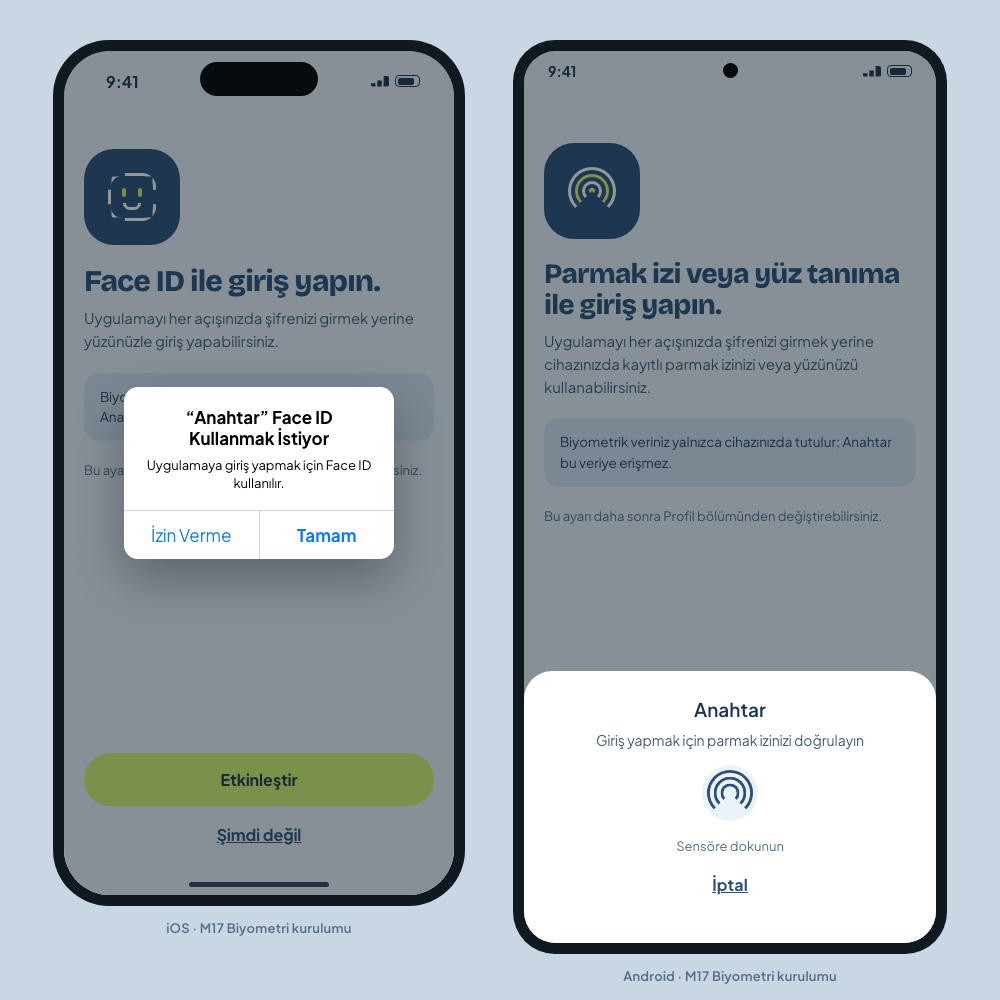 9:41
Face ID ile giriş yapın.
Uygulamayı her açışınızda şifrenizi girmek yerine
yüzünüzle giriş yapabilirsiniz.
“Anahtar” Face ID
Kullanmak İstiyor
Uygulamaya giriş yapmak için Face ID
kullanılır.
İzin Verme
Tamam
Etkinleştir
Şimdi değil
iOS · M17 Biyometri kurulumu
9:41
Parmak izi veya yüz tanıma
ile giriş yapın.
Uygulamayı her açışınızda şifrenizi girmek yerine
cihazınızda kayıtlı parmak izinizi veya yüzünüzü
kullanabilirsiniz.
Biyometrik veriniz yalnızca cihazınızda tutulur; Anahtar
bu veriye erişmez.
Bu ayarı daha sonra Profil bölümünden değiştirebilirsiniz.
Anahtar
Giriş yapmak için parmak izinizi doğrulayın
Sensöre dokunun
İptal
Android · M17 Biyometri kurulumu